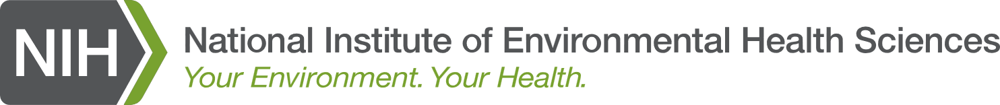 NIH
National Institute of Environmental Health Sciences
Your Environment. Your Health.